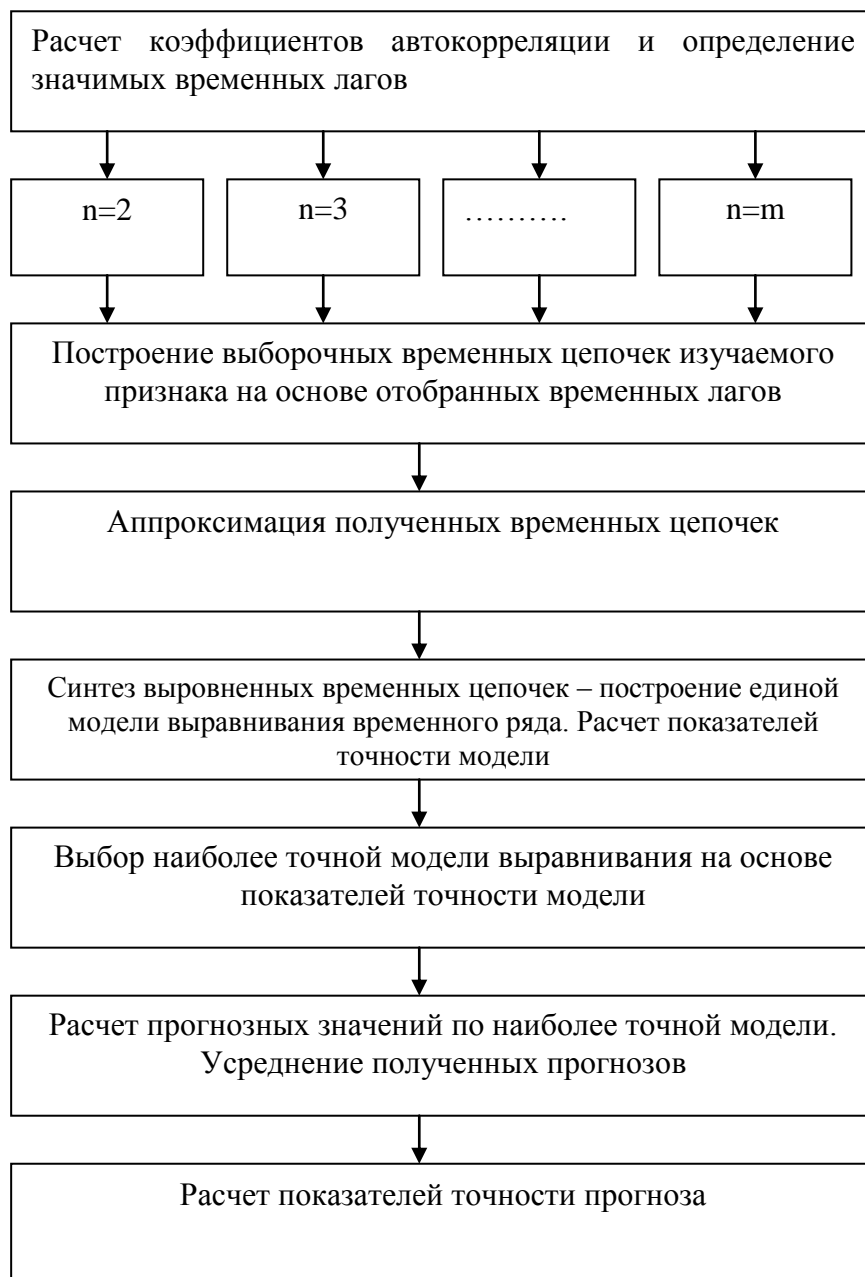 Расчет коэффициентов автокорреляции и определение
значимых временных лагов
n=2
n=3
……….
n=m
Построение выборочных временных цепочек изучаемого
признака на основе отобранных временных лагов
Аппроксимация полученных временных цепочек
Синтез выровненных временных цепочек – построение единой
модели выравнивания временного ряда. Расчет показателей
точности модели
Выбор наиболее точной модели выравнивания на основе
показателей точности модели
Расчет прогнозных значений по наиболее точной модели.
Усреднение полученных прогнозов
Расчет показателей точности прогноза